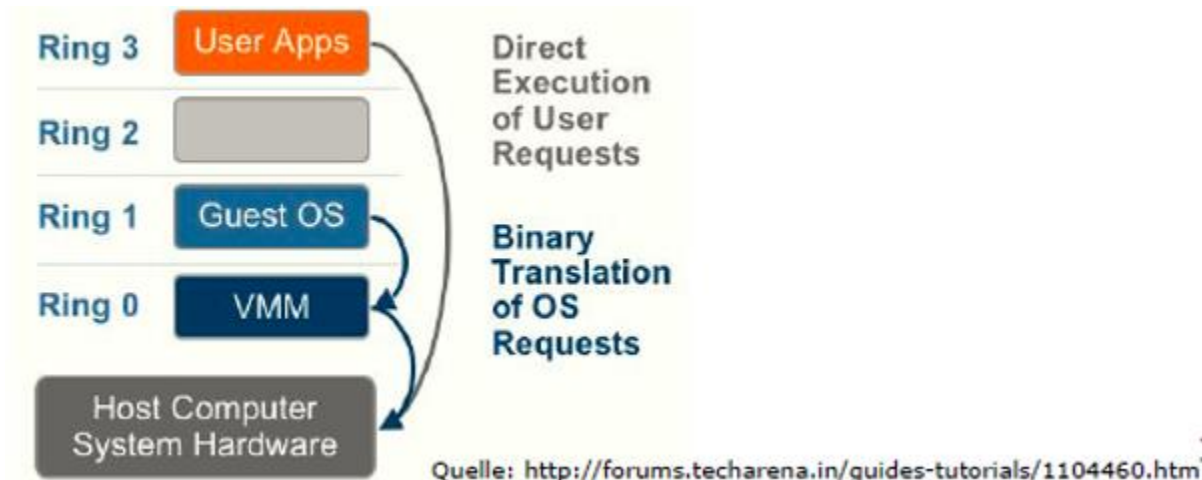 Ring 3
User Apps
Direct
Execution
of User
Requests
Ring 2
Ring 1
Guest OS
Binary
Translation
of OS
Requests
Ring 0
VMM
Host Computer
System Hardware
Quelle: http://forums.techarena.in/guides-tutorials/1104460.htm